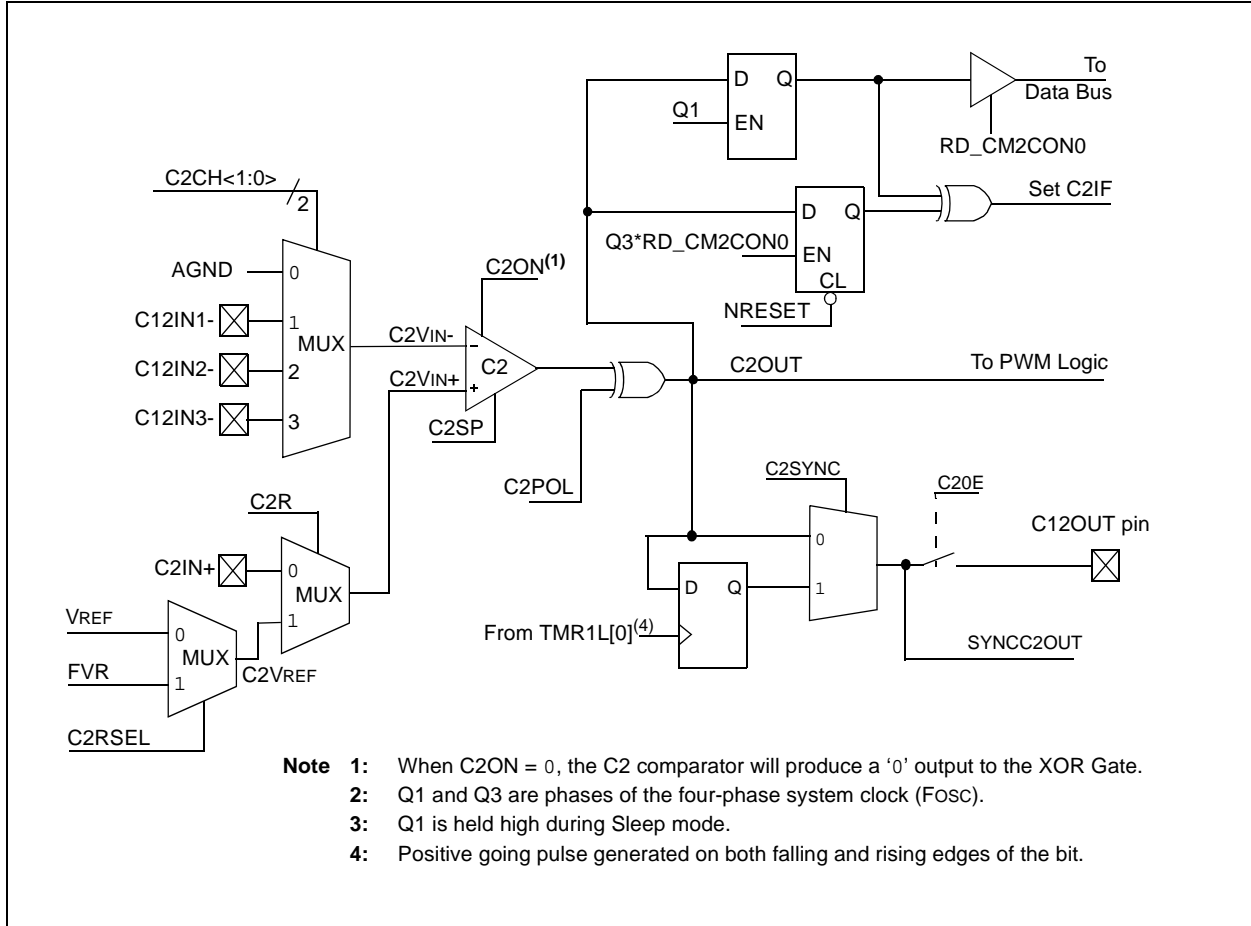 D Q
To
Data Bus
Q1
EN
RD_CM2CON0
C2CH<1:0>
2
Set C2IF
D Q
Q3*RD_CM2CON0
EN
CL
NRESET
AGND
0
C2ON(1)
C12IN1-
1
MUX
C2VIN-
-
C12IN2-
2
C2
C2OUT
To PWM Logic
C2VIN+
+
C12IN3-
3
C2SP
C2POL
C2SYNC
C20E
C2R
C12OUT pin
C2IN+
0
MUX
0
VREF
0
1
D Q
1
MUX
From TMR1L[0](4)
SYNCC2OUT
FVR
1
C2VREF
C2RSEL
Note 1: When C2ON = 0, the C2 comparator will produce a ‘0’ output to the XOR Gate.
2: Q1 and Q3 are phases of the four-phase system clock (FOSC).
3: Q1 is held high during Sleep mode.
4: Positive going pulse generated on both falling and rising edges of the bit.